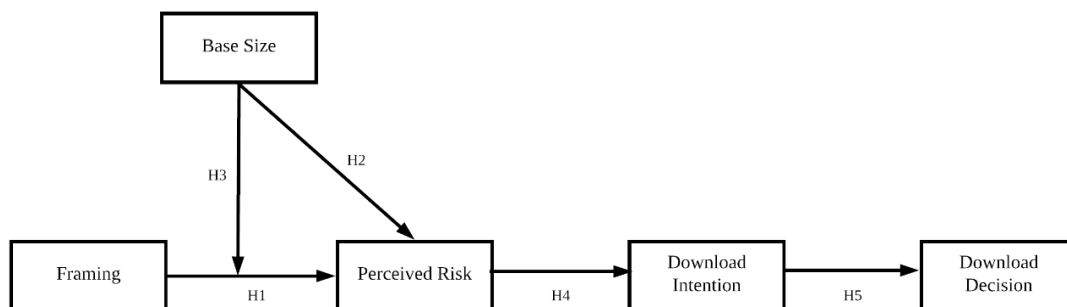 Base Size
H3
H2
Framing
H1
Perceived Risk
H4
Download
Intention
H5
Download
Decision